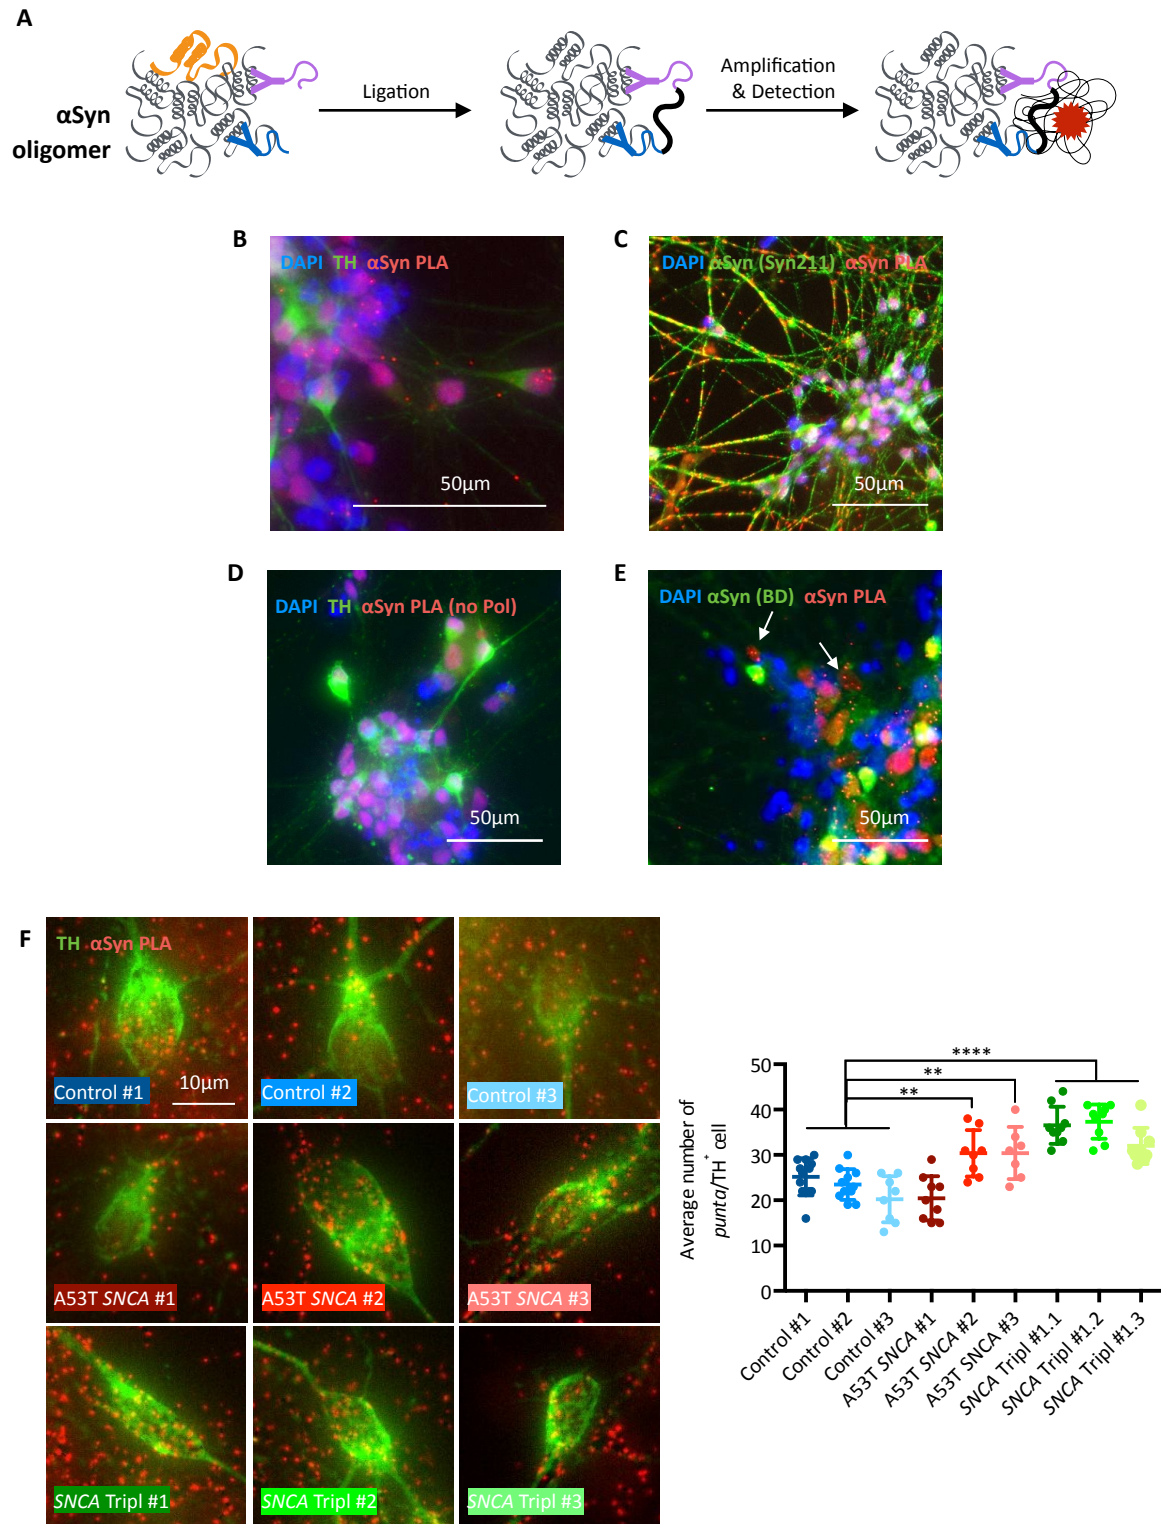 A
αSyn
oligomer
Ligation
Amplification
& Detection
B
DAPI TH αSyn PLA
50μm
C
DAPI αSyn (Syn211) αSyn PLA
50μm
D
DAPI TH αSyn PLA (no Pol)
50μm
E
DAPI αSyn (BD) αSyn PLA
50μm
F
TH αSyn PLA
Control #1
10μm
Control #2
Control #3
A53T SNCA #1
A53T SNCA #2
A53T SNCA #3
SNCA Tripl #1
SNCA Tripl #2
SNCA Tripl #3
Average number of
puncta/TH⁺ cell
50
40
30
20
10
0
****
**
**
Control #1
Control #2
Control #3
A53T SNCA #1
A53T SNCA #2
A53T SNCA #3
SNCA Tripl #1.1
SNCA Tripl #1.2
SNCA Tripl #1.3